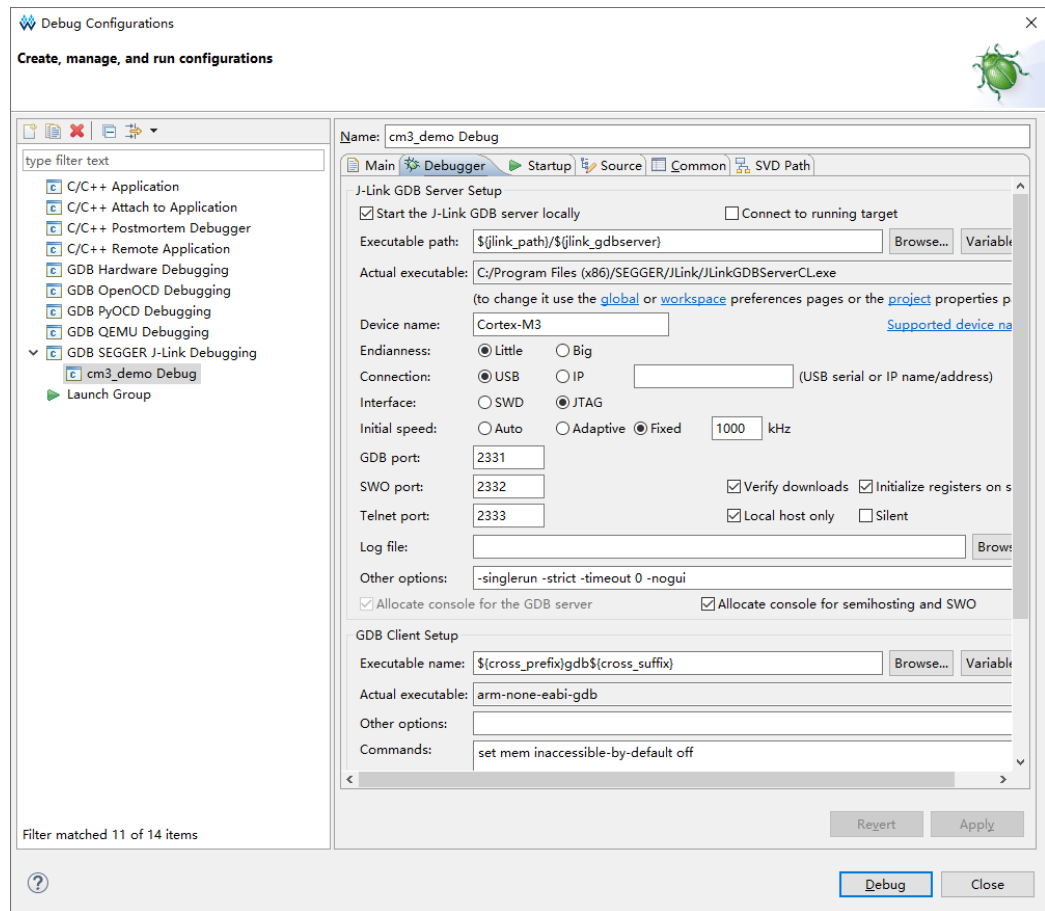 Debug Configurations
Create, manage, and run configurations
type filter text
C/C++ Application
C/C++ Attach to Application
C/C++ Postmortem Debugger
C/C++ Remote Application
GDB Hardware Debugging
GDB OpenOCD Debugging
GDB PyOCD Debugging
GDB QEMU Debugging
GDB SEGGER J-Link Debugging
cm3_demo Debug
Launch Group
Filter matched 11 of 14 items
Name: cm3_demo Debug
Main Debugger Startup Source Common SVD Path
J-Link GDB Server Setup
Start the J-Link GDB server locally Connect to running target
Executable path: ${jlink_path}/${jlink_gdbserver} Browse... Variable
Actual executable: C:/Program Files (x86)/SEGGER/JLink/JLinkGDBServerCL.exe
(to change it use the global or workspace preferences pages or the project properties p
Device name: Cortex-M3 Supported device na
Endianness: Little Big
Connection: USB IP (USB serial or IP name/address)
Interface: SWD JTAG
Initial speed: Auto Adaptive Fixed 1000 kHz
GDB port: 2331
SWO port: 2332 Verify downloads Initialize registers on s
Telnet port: 2333 Local host only Silent
Log file: Brows
Other options: -singlerun -strict -timeout 0 -nogui
Allocate console for the GDB server Allocate console for semihosting and SWO
GDB Client Setup
Executable name: ${cross_prefix}gdb${cross_suffix} Browse... Variable
Actual executable: arm-none-eabi-gdb
Other options:
Commands: set mem inaccessible-by-default off
Revert Apply
Debug Close